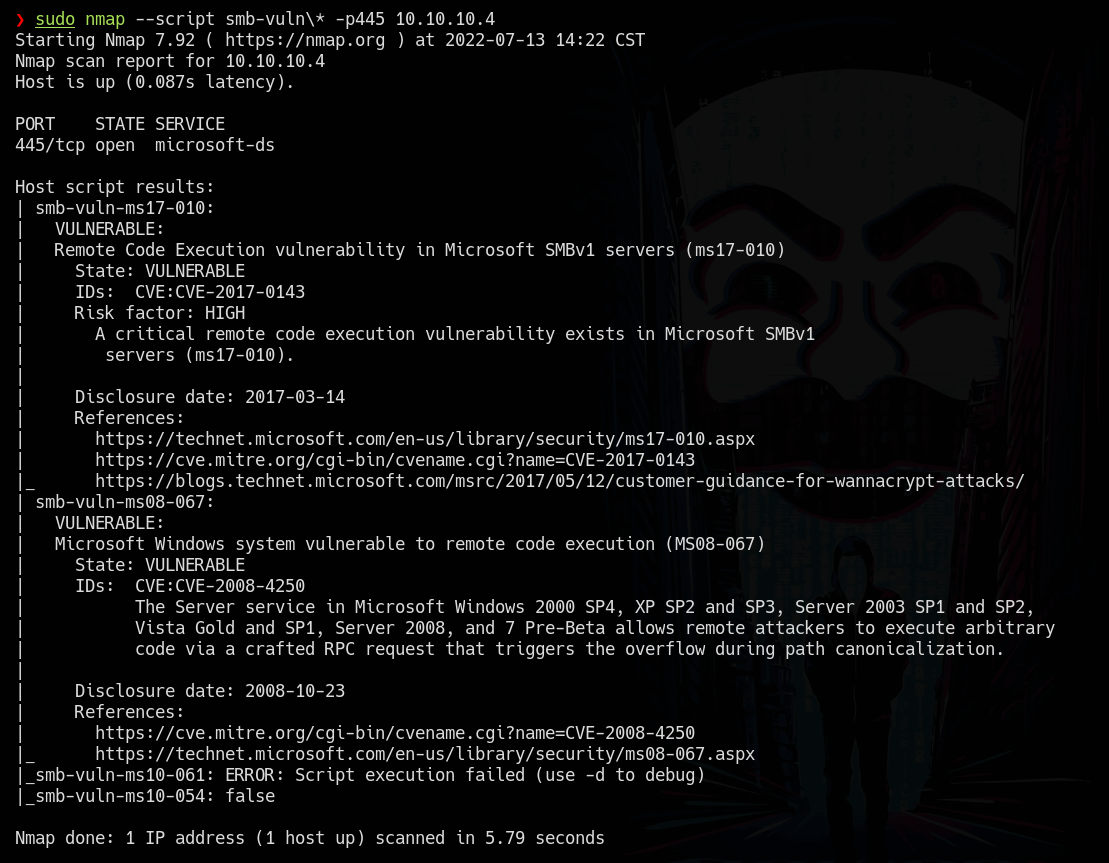 ❯ sudo nmap --script smb-vuln\* -p445 10.10.10.4
Starting Nmap 7.92 ( https://nmap.org ) at 2022-07-13 14:22 CST
Nmap scan report for 10.10.10.4
Host is up (0.087s latency).

PORT    STATE SERVICE
445/tcp open  microsoft-ds

Host script results:
| smb-vuln-ms17-010:
|   VULNERABLE:
|   Remote Code Execution vulnerability in Microsoft SMBv1 servers (ms17-010)
|     State: VULNERABLE
|     IDs:  CVE:CVE-2017-0143
|     Risk factor: HIGH
|       A critical remote code execution vulnerability exists in Microsoft SMBv1
|        servers (ms17-010).
|
|     Disclosure date: 2017-03-14
|     References:
|       https://technet.microsoft.com/en-us/library/security/ms17-010.aspx
|       https://cve.mitre.org/cgi-bin/cvename.cgi?name=CVE-2017-0143
|_      https://blogs.technet.microsoft.com/msrc/2017/05/12/customer-guidance-for-wannacrypt-attacks/
| smb-vuln-ms08-067:
|   VULNERABLE:
|   Microsoft Windows system vulnerable to remote code execution (MS08-067)
|     State: VULNERABLE
|     IDs:  CVE:CVE-2008-4250
|           The Server service in Microsoft Windows 2000 SP4, XP SP2 and SP3, Server 2003 SP1 and SP2,
|           Vista Gold and SP1, Server 2008, and 7 Pre-Beta allows remote attackers to execute arbitrary
|           code via a crafted RPC request that triggers the overflow during path canonicalization.
|
|     Disclosure date: 2008-10-23
|     References:
|       https://cve.mitre.org/cgi-bin/cvename.cgi?name=CVE-2008-4250
|_      https://technet.microsoft.com/en-us/library/security/ms08-067.aspx
|_smb-vuln-ms10-061: ERROR: Script execution failed (use -d to debug)
|_smb-vuln-ms10-054: false

Nmap done: 1 IP address (1 host up) scanned in 5.79 seconds